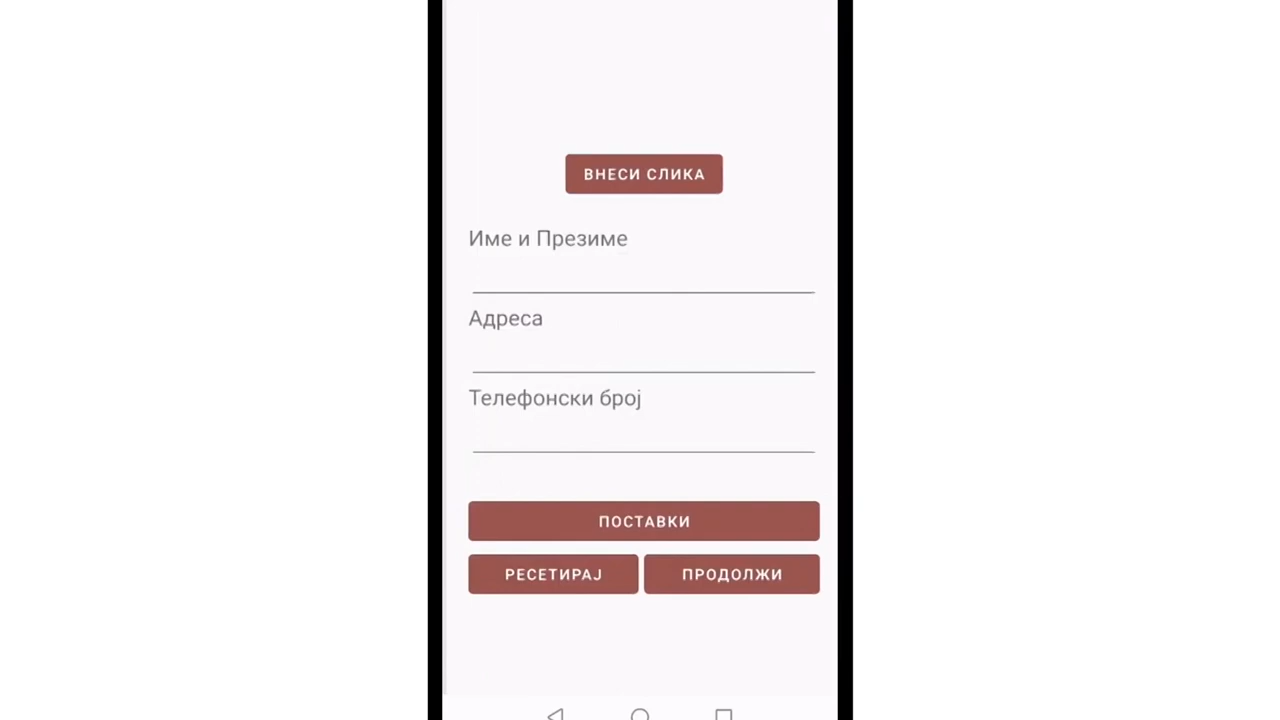 ВНЕСИ СЛИКА
Име и Презиме
Адреса
Телефонски број
ПОСТАВКИ
РЕСЕТИРАЈ ПРОДОЛЖИ